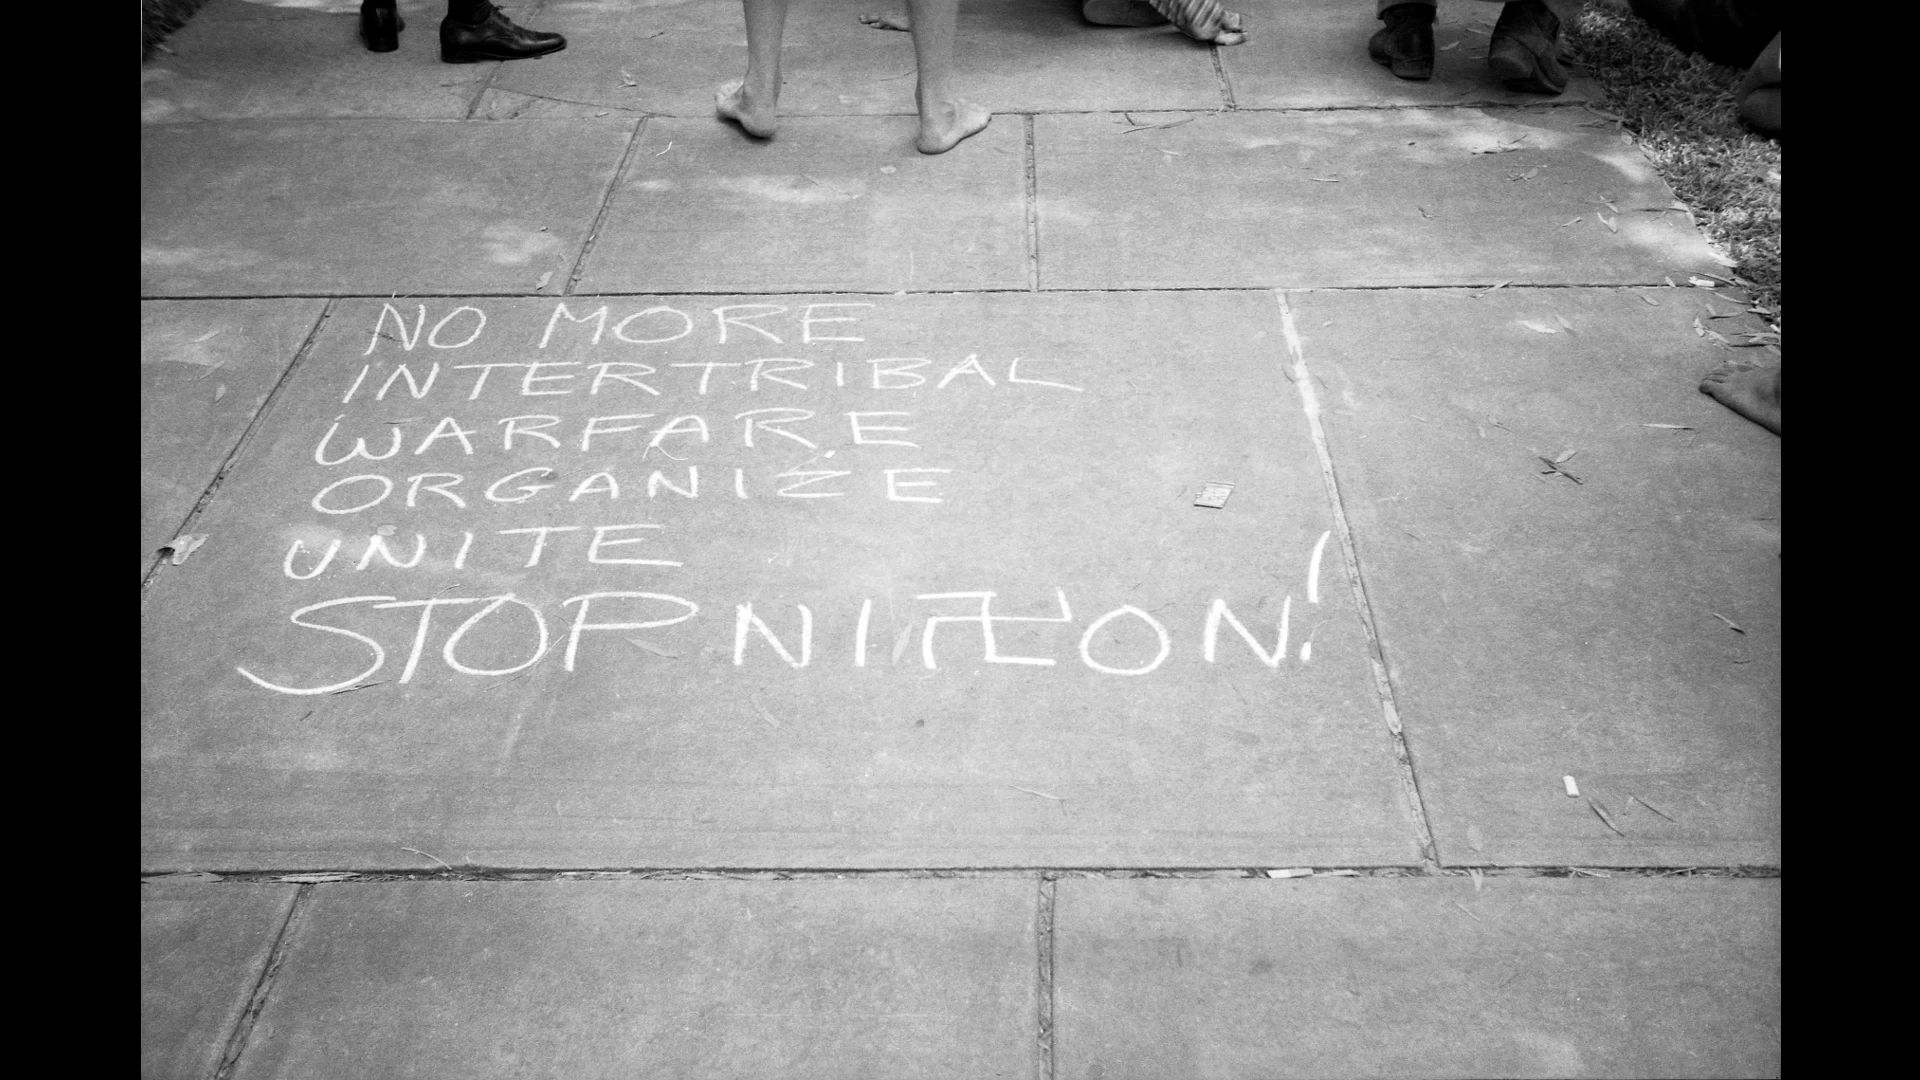 NO MORE
INTERTRIBAL
WARFARE
ORGANIZE
UNITE
STOP NI卍ON!